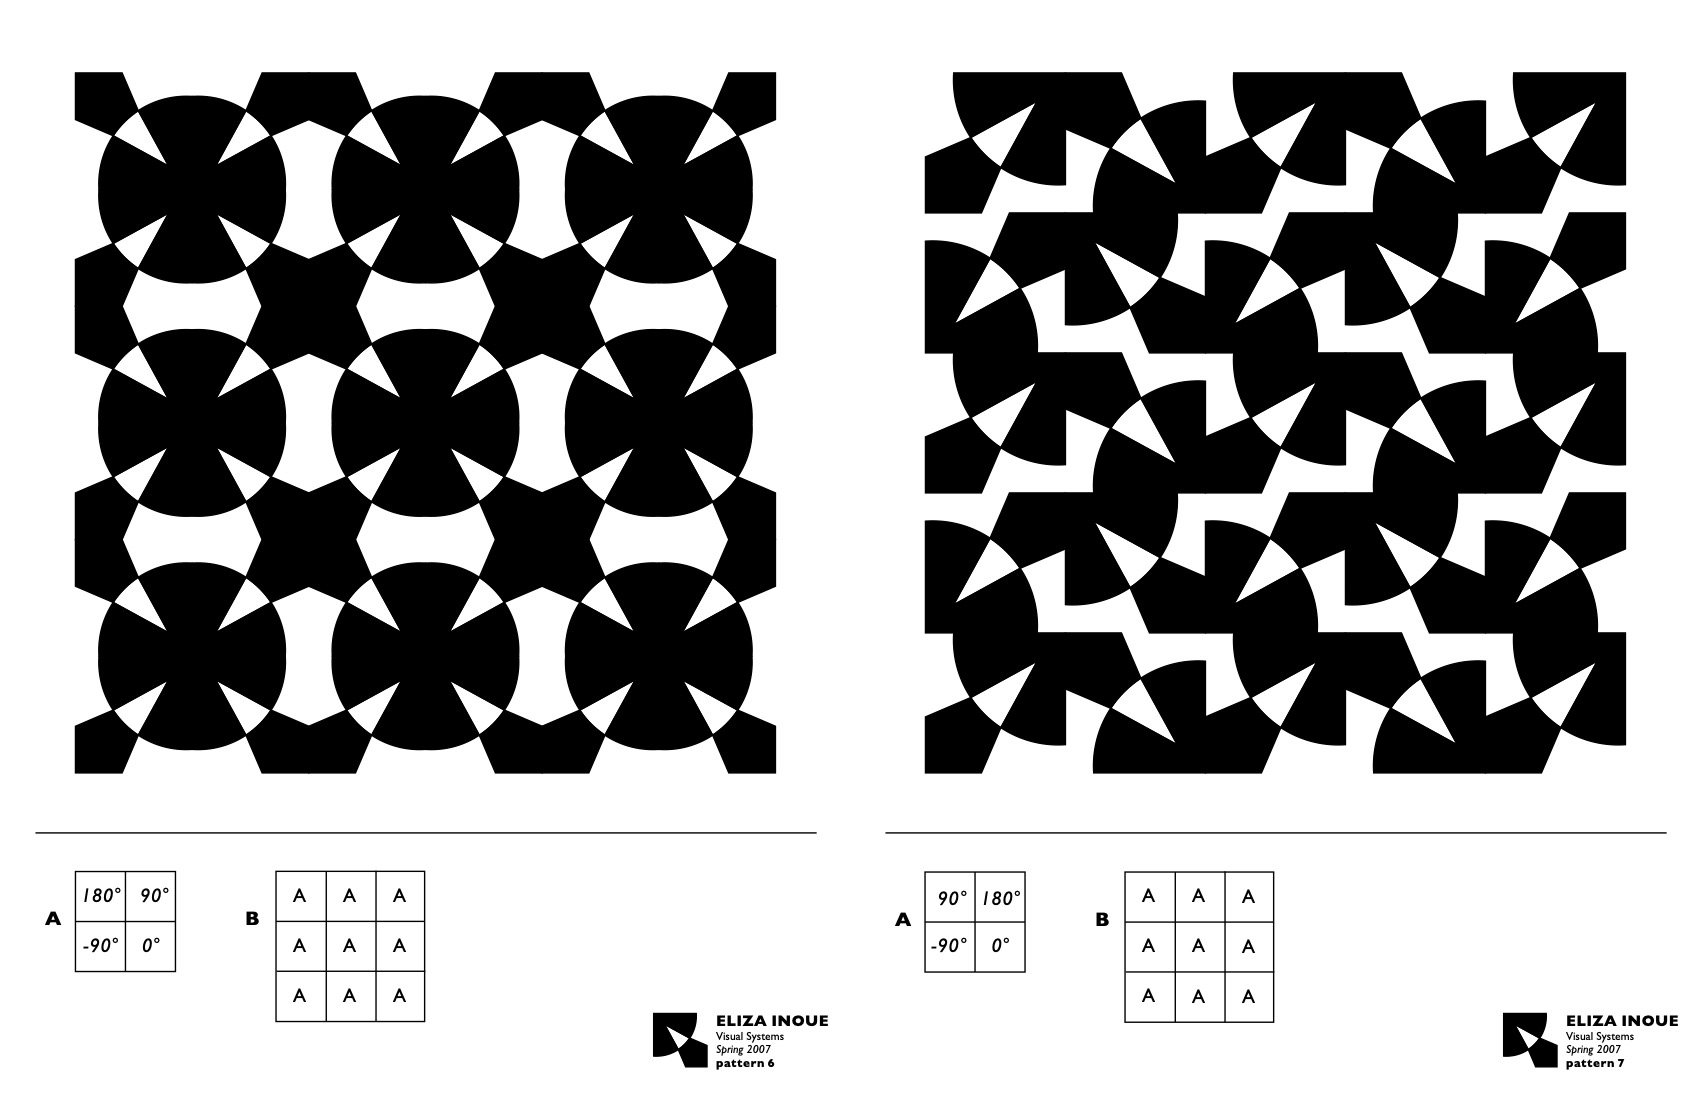 A
180° 90°
-90° 0°
B
A A A
A A A
A A A
ELIZA INOUE
Visual Systems
Spring 2007
pattern 6
A
90° 180°
-90° 0°
B
A A A
A A A
A A A
ELIZA INOUE
Visual Systems
Spring 2007
pattern 7